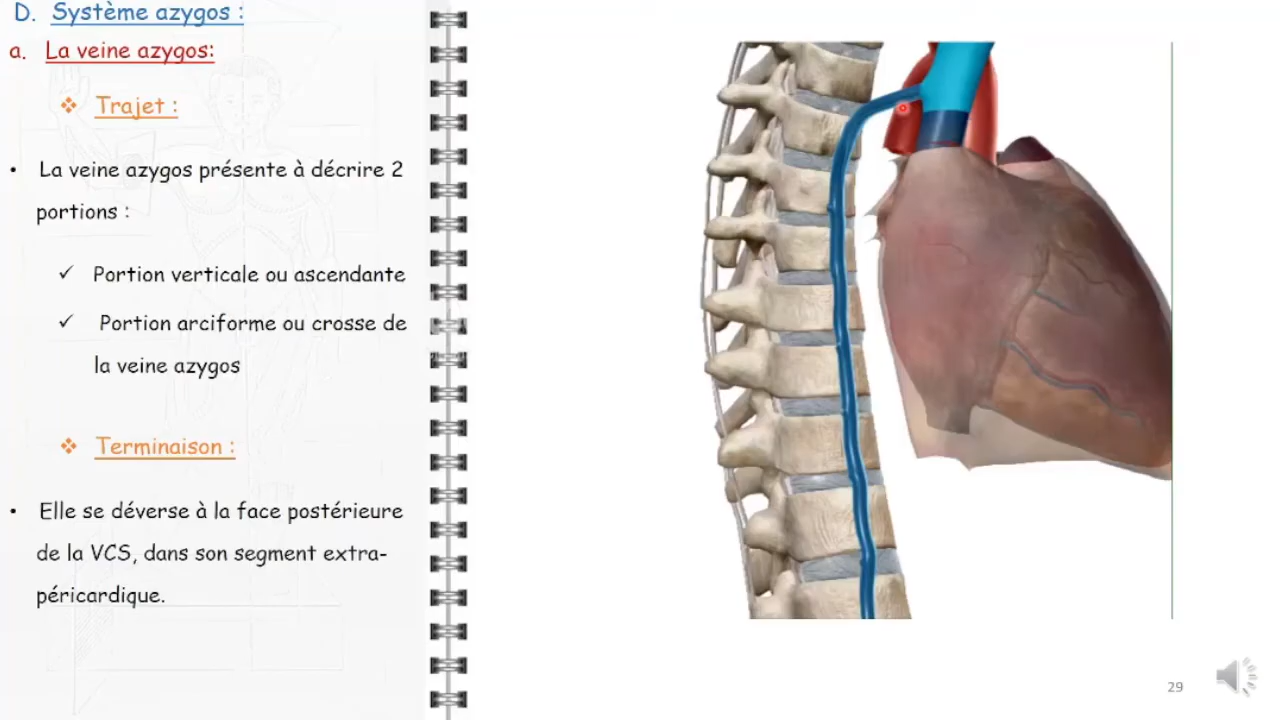 D. Système azygos :
a. La veine azygos:
❖ Trajet :
• La veine azygos présente à décrire 2
portions :
✓ Portion verticale ou ascendante
✓ Portion arciforme ou crosse de
la veine azygos
❖ Terminaison :
• Elle se déverse à la face postérieure
de la VCS, dans son segment extra-
péricardique.
29